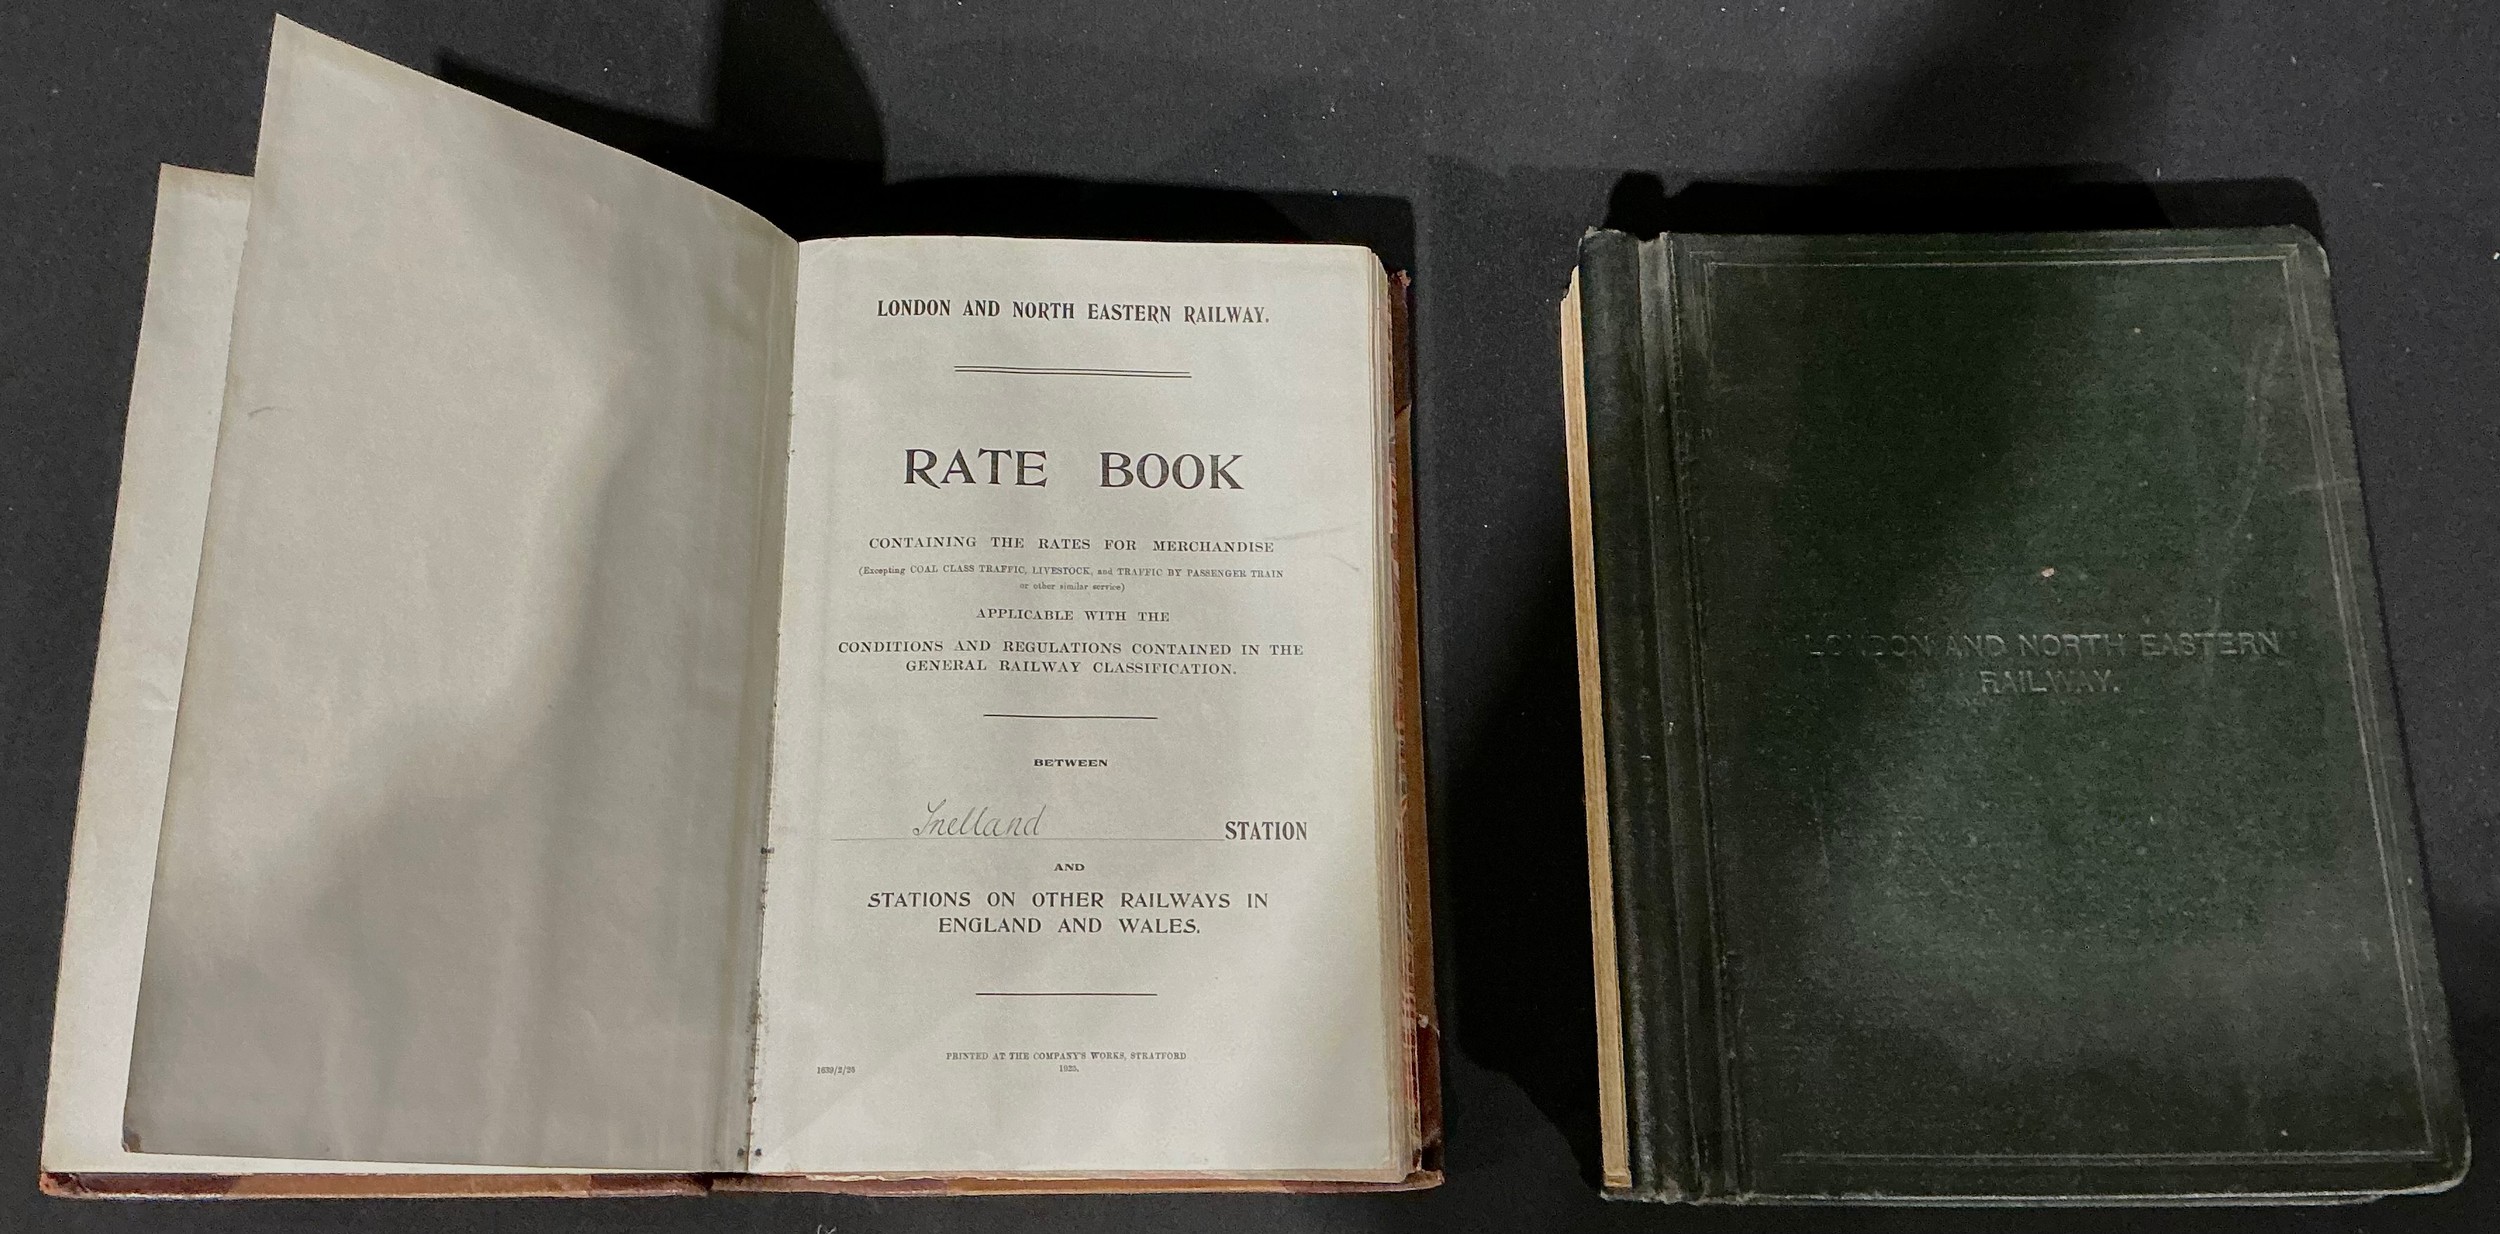 LONDON AND NORTH EASTERN RAILWAY.
RATE BOOK
CONTAINING THE RATES FOR MERCHANDISE
(Excepting COAL CLASS TRAFFIC, LIVESTOCK, and TRAFFIC BY PASSENGER TRAIN
or other similar service)
APPLICABLE WITH THE
CONDITIONS AND REGULATIONS CONTAINED IN THE
GENERAL RAILWAY CLASSIFICATION.
BETWEEN
Snelland STATION
AND
STATIONS ON OTHER RAILWAYS IN
ENGLAND AND WALES.
PRINTED AT THE COMPANY'S WORKS, STRATFORD
LONDON AND NORTH EASTERN
RAILWAY.